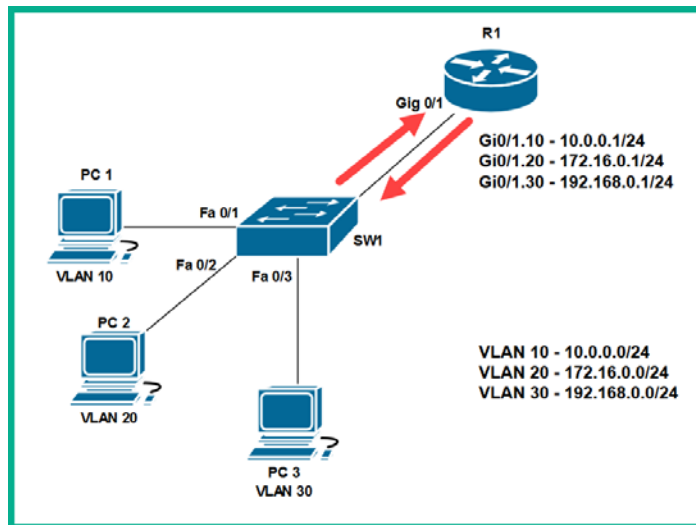 R1
Gig 0/1
Gi0/1.10 - 10.0.0.1/24
Gi0/1.20 - 172.16.0.1/24
Gi0/1.30 - 192.168.0.1/24
PC 1
Fa 0/1
SW1
VLAN 10
Fa 0/2
Fa 0/3
PC 2
VLAN 10 - 10.0.0.0/24
VLAN 20 - 172.16.0.0/24
VLAN 30 - 192.168.0.0/24
VLAN 20
PC 3
VLAN 30